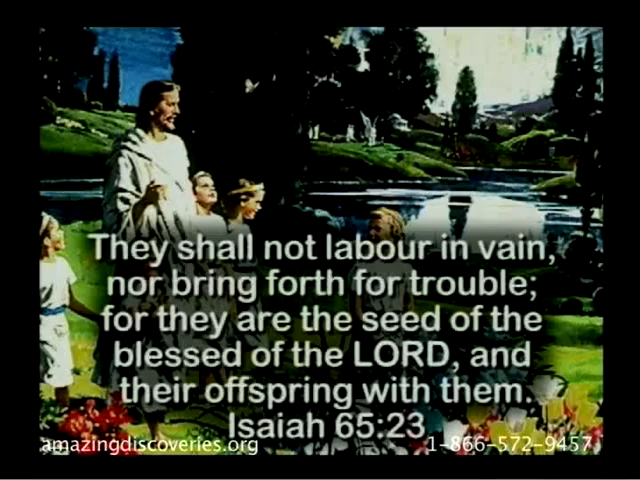 They shall not labour in vain,
nor bring forth for trouble;
for they are the seed of the
blessed of the LORD, and
their offspring with them.
Isaiah 65:23
amazingdiscoveries.org
1-866-572-9457